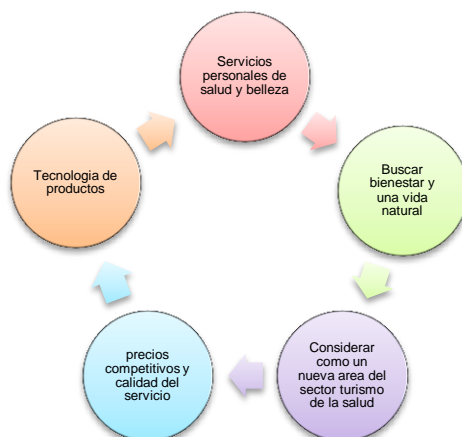 Servicios
personales de
salud y belleza
Buscar
bienestar y
una vida
natural
Considerar
como un
nueva area del
sector turismo
de la salud
precios
competitivos y
calidad del
servicio
Tecnologia de
productos